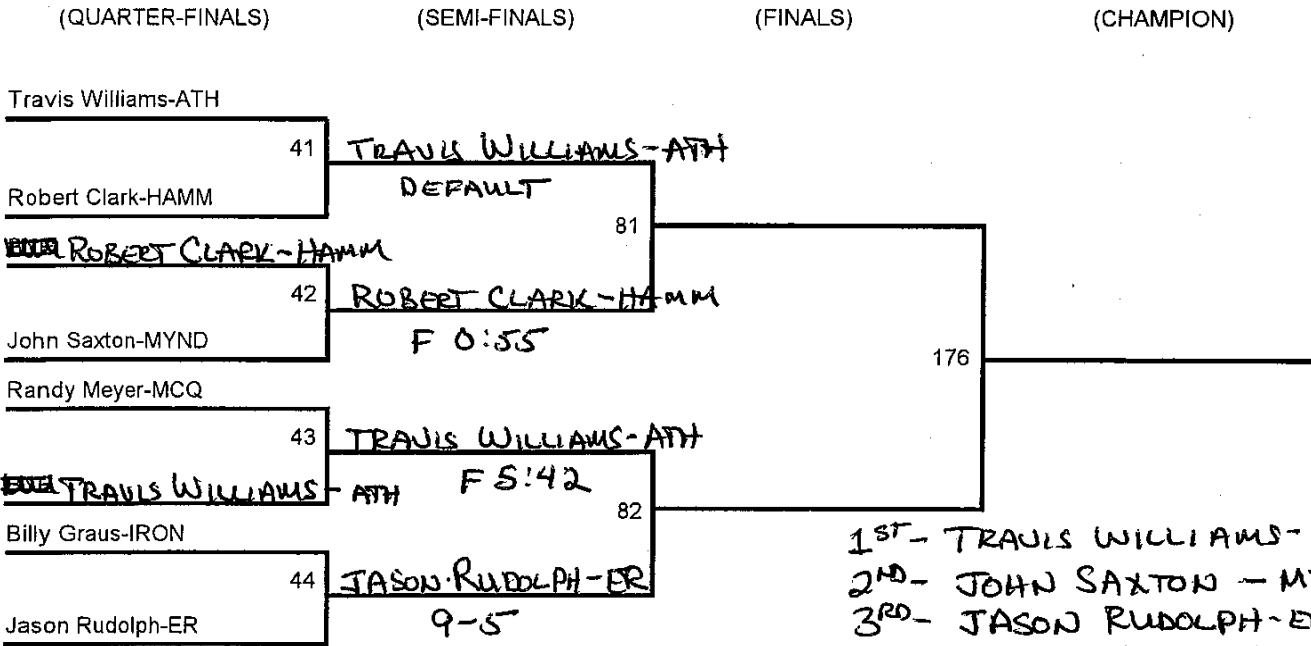 (QUARTER-FINALS) (SEMI-FINALS) (FINALS) (CHAMPION)
Travis Williams-ATH
41 TRAVIS WILLIAMS-ATH
DEFAULT
Robert Clark-HAMM
81
ROBERT CLARK-HAMM
42 ROBERT CLARK-HAMM
F 0:55
John Saxton-MYND
176
Randy Meyer-MCQ
43 TRAVIS WILLIAMS-ATH
F 5:42
TRAVIS WILLIAMS-ATH
82
Billy Graus-IRON
1ST- TRAVIS WILLIAMS-
44 JASON RUDOLPH-ER
2ND- JOHN SAXTON - M
9-5
3RD- JASON RUDOLPH-E
Jason Rudolph-ER